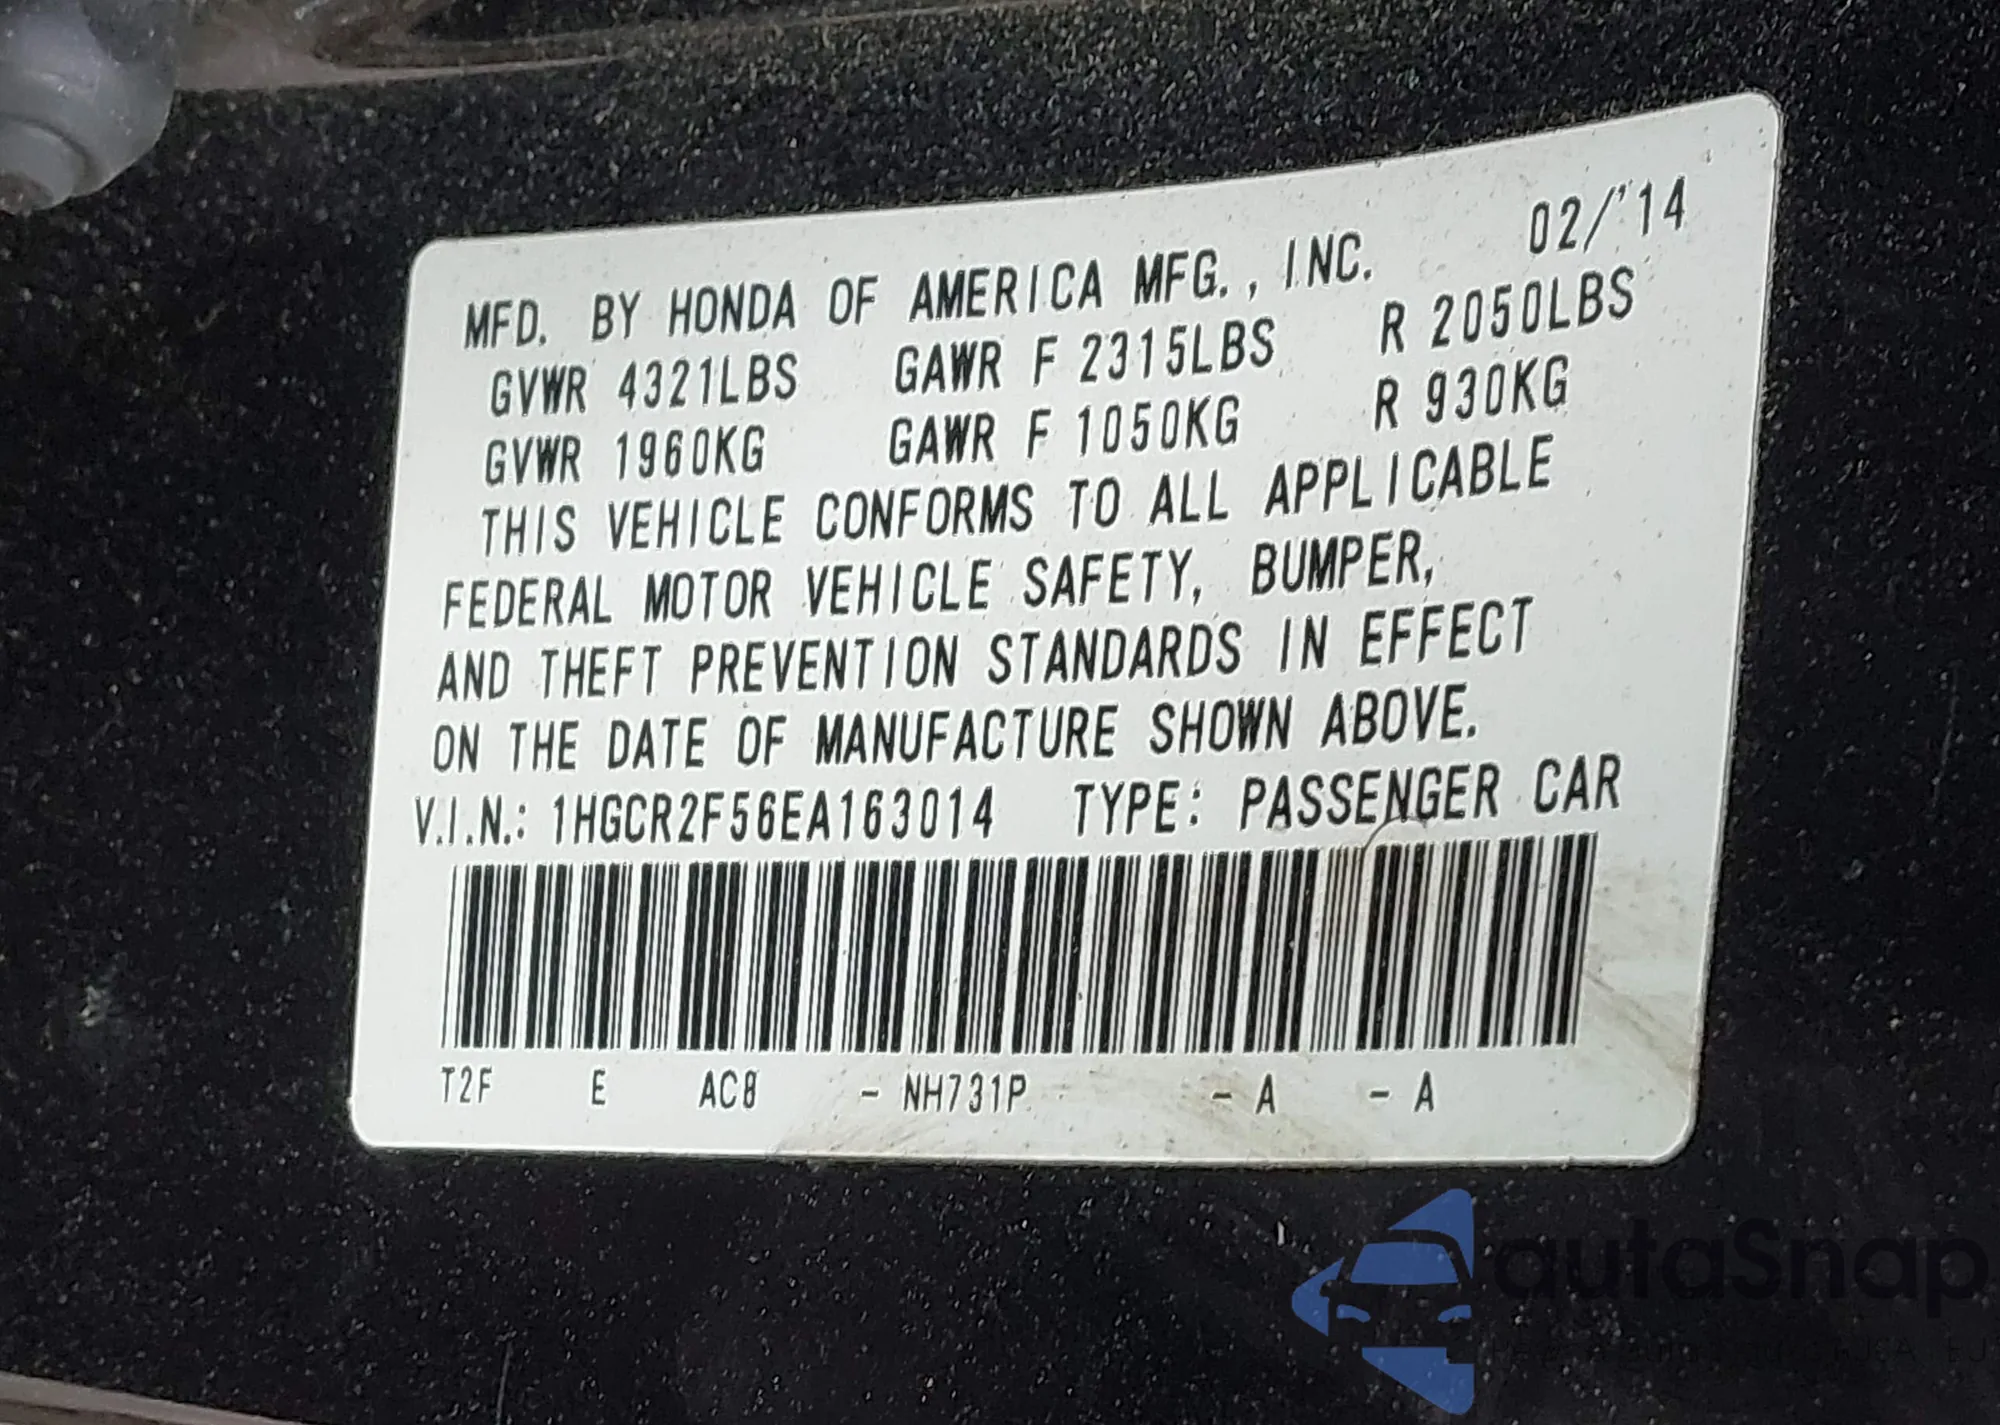 02/'14
MFD. BY HONDA OF AMERICA MFG., INC.
GVWR 4321LBS GAWR F 2315LBS R 2050LBS
GVWR 1960KG GAWR F 1050KG R 930KG
THIS VEHICLE CONFORMS TO ALL APPLICABLE
FEDERAL MOTOR VEHICLE SAFETY, BUMPER,
AND THEFT PREVENTION STANDARDS IN EFFECT
ON THE DATE OF MANUFACTURE SHOWN ABOVE.
V.I.N.: 1HGCR2F56EA163014 TYPE: PASSENGER CAR
T2F E AC8 - NH731P - A - A
autaSnap